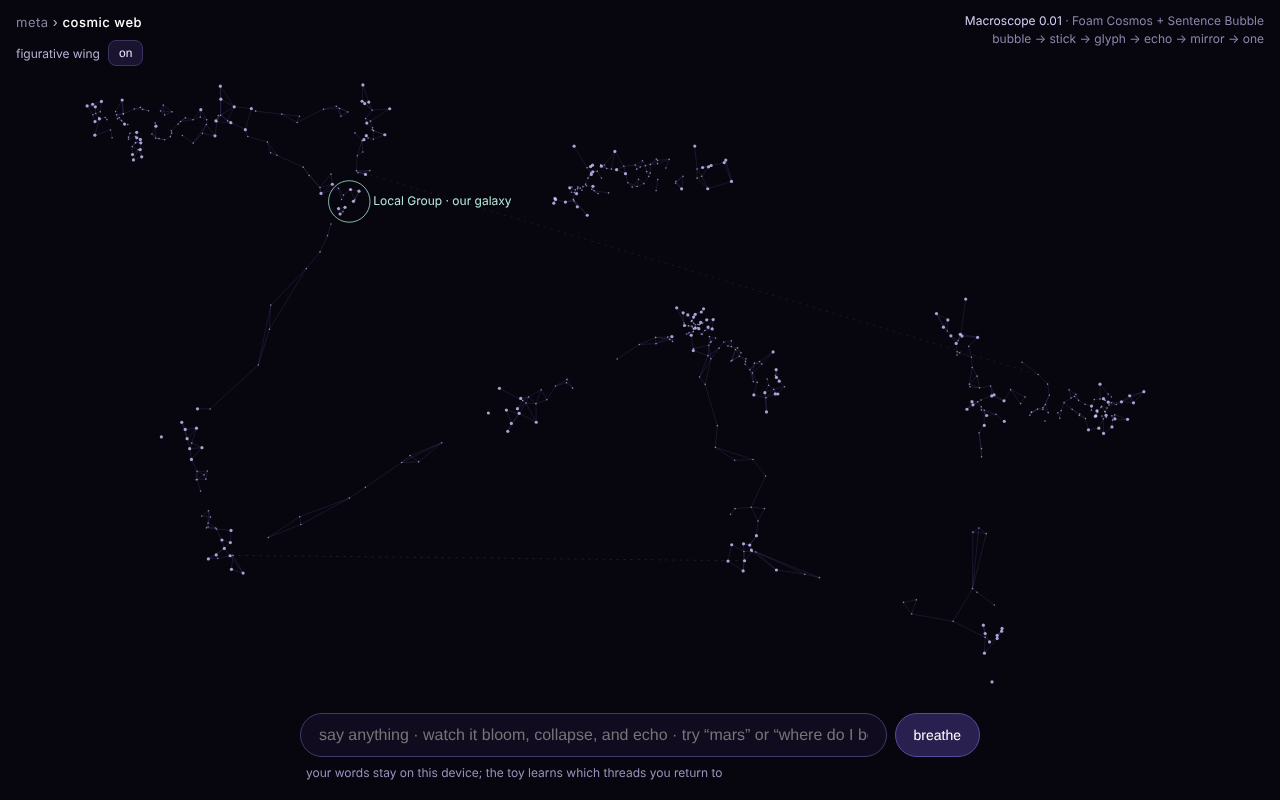 meta › cosmic web
figurative wing on
Macroscope 0.01 · Foam Cosmos + Sentence Bubble
bubble → stick → glyph → echo → mirror → one
Local Group · our galaxy
say anything · watch it bloom, collapse, and echo · try “mars” or “where do I b
breathe
your words stay on this device; the toy learns which threads you return to